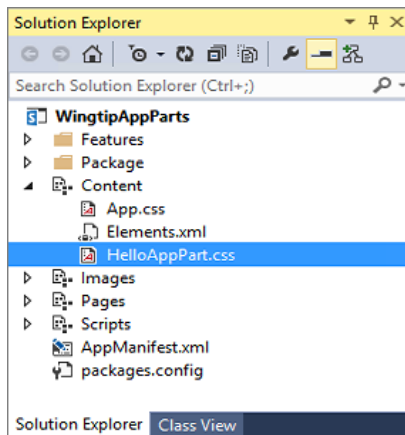 Solution Explorer
Search Solution Explorer (Ctrl+;)
WingtipAppParts
Features
Package
Content
App.css
Elements.xml
HelloAppPart.css
Images
Pages
Scripts
AppManifest.xml
packages.config
Solution Explorer Class View